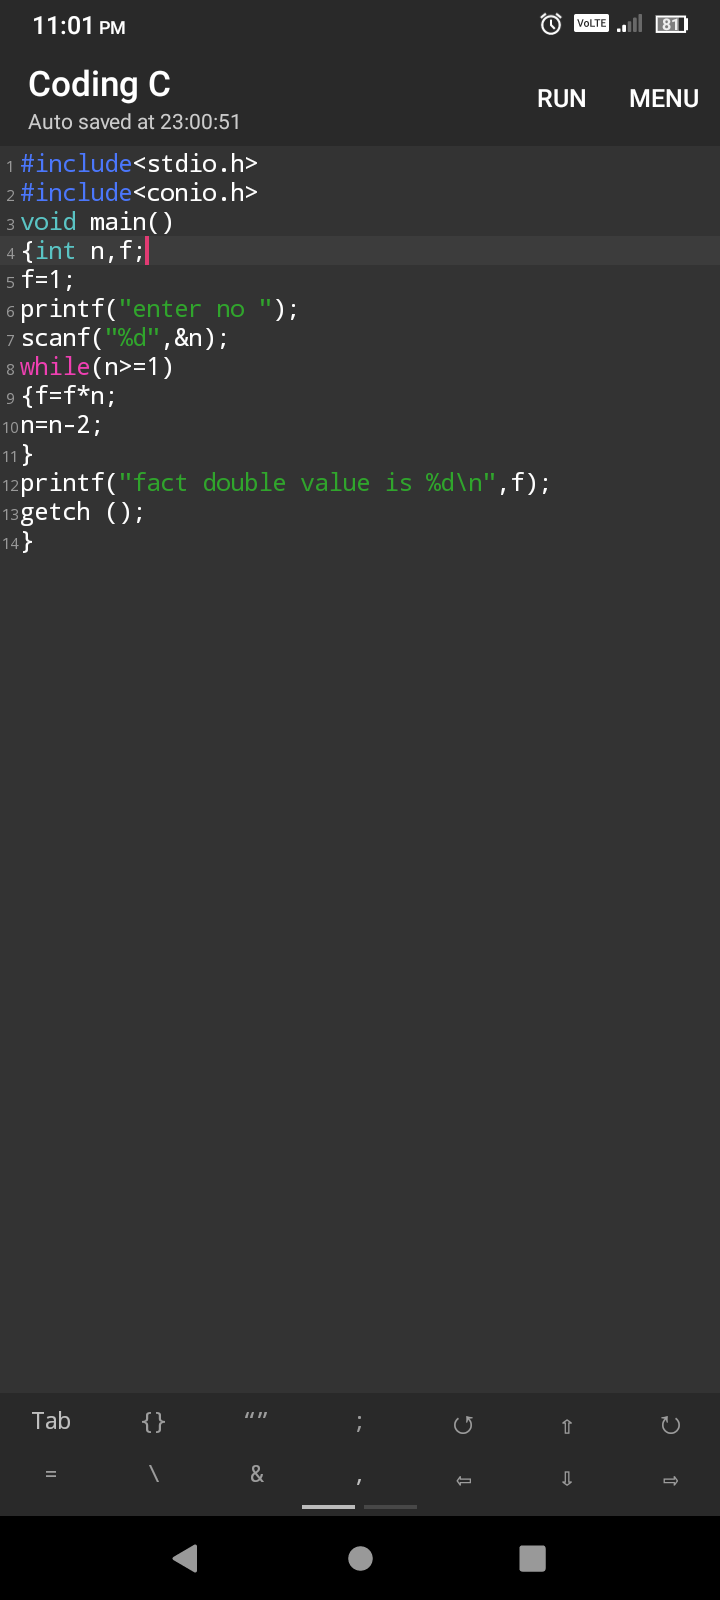 11:01 PM VoLTE 81
Coding C
Auto saved at 23:00:51
RUN MENU
1 #include<stdio.h>
2 #include<conio.h>
3 void main()
4 {int n,f;
5 f=1;
6 printf("enter no ");
7 scanf("%d",&n);
8 while(n>=1)
9 {f=f*n;
10 n=n-2;
11 }
12 printf("fact double value is %d\n",f);
13 getch ();
14 }
Tab {} “” ; ↺ ⇧ ↻
= \ & , ⇦ ⇩ ⇨